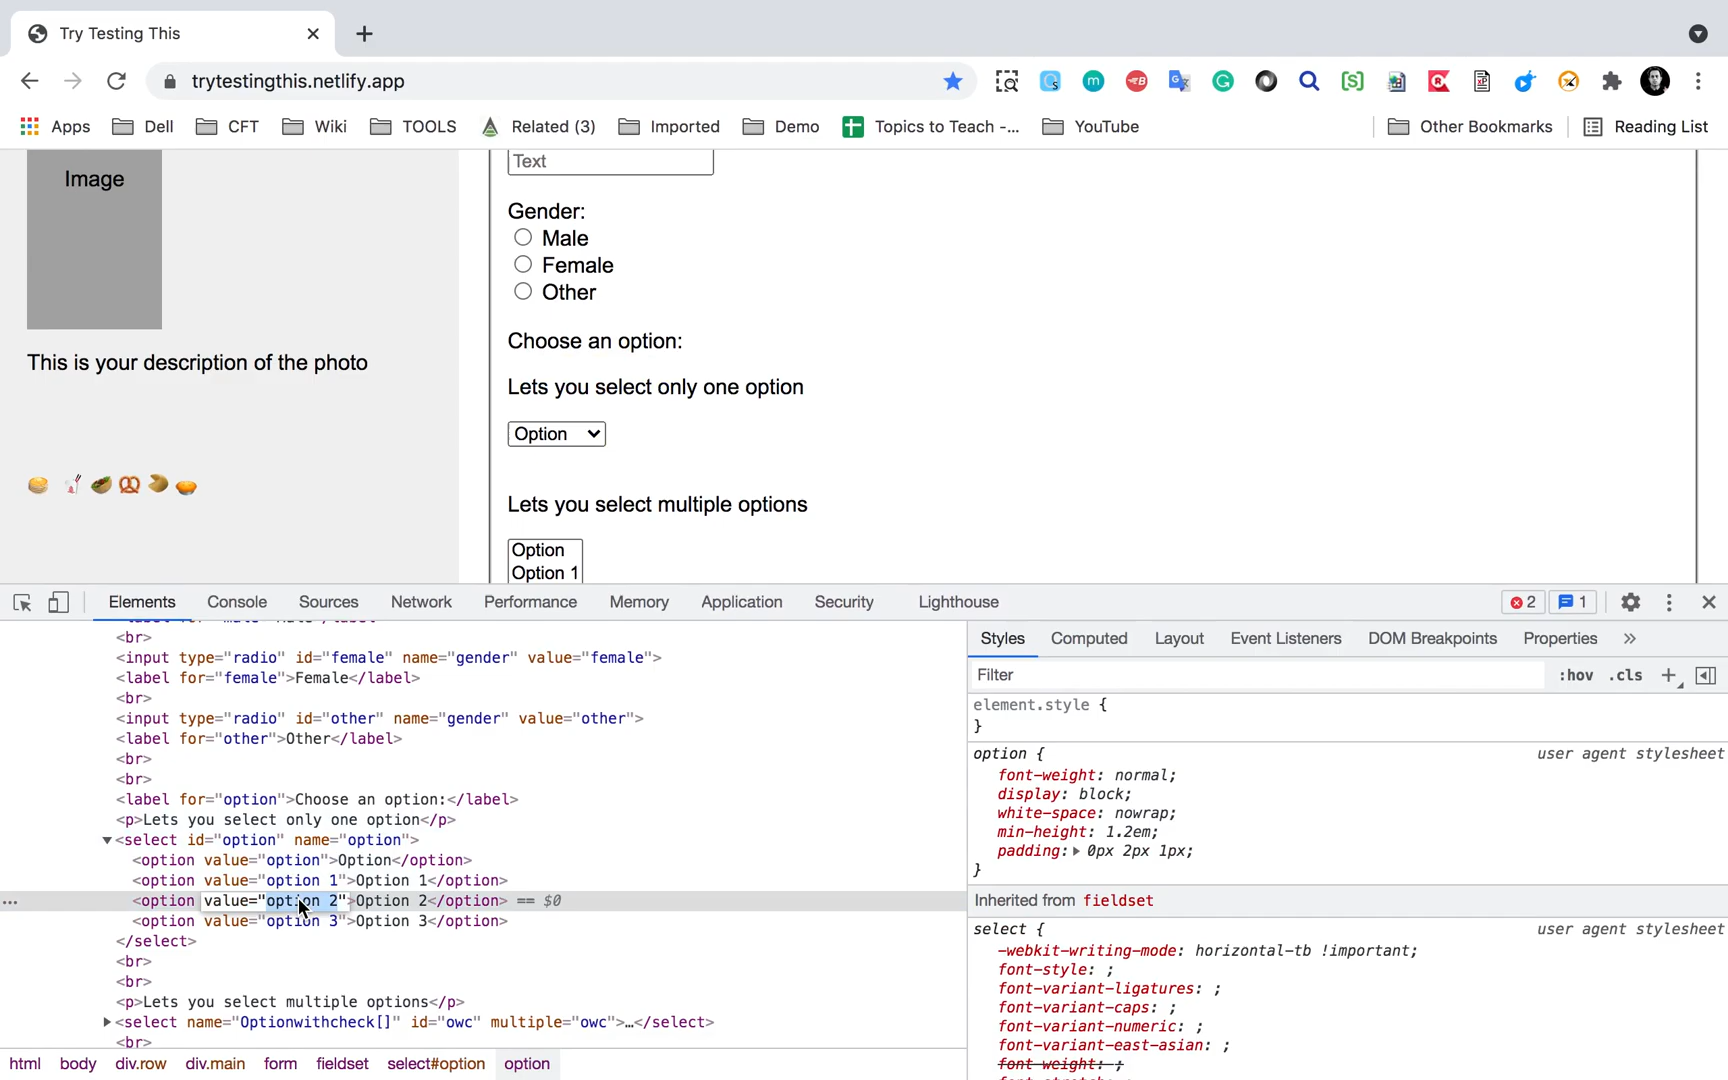 Try Testing This
trytestingthis.netlify.app
Apps Dell CFT Wiki TOOLS Related (3) Imported Demo Topics to Teach -... YouTube Other Bookmarks Reading List
Image
This is your description of the photo
Text
Gender:
Male
Female
Other
Choose an option:
Lets you select only one option
Option
Lets you select multiple options
Option
Option 1
Elements Console Sources Network Performance Memory Application Security Lighthouse 2 1
<br>
<input type="radio" id="female" name="gender" value="female">
<label for="female">Female</label>
<br>
<input type="radio" id="other" name="gender" value="other">
<label for="other">Other</label>
<br>
<br>
<label for="option">Choose an option:</label>
<p>Lets you select only one option</p>
<select id="option" name="option">
<option value="option">Option</option>
<option value="option 1">Option 1</option>
<option value="option 2">Option 2</option> == $0
<option value="option 3">Option 3</option>
</select>
<br>
<br>
<p>Lets you select multiple options</p>
<select name="Optionwithcheck[]" id="owc" multiple="owc">…</select>
<br>
html body div.row div.main form fieldset select#option option
Styles Computed Layout Event Listeners DOM Breakpoints Properties »
Filter :hov .cls +
element.style {
}
option { user agent stylesheet
font-weight: normal;
display: block;
white-space: nowrap;
min-height: 1.2em;
padding: 0px 2px 1px;
}
Inherited from fieldset
select { user agent stylesheet
-webkit-writing-mode: horizontal-tb !important;
font-style: ;
font-variant-ligatures: ;
font-variant-caps: ;
font-variant-numeric: ;
font-variant-east-asian: ;
font-weight: ;